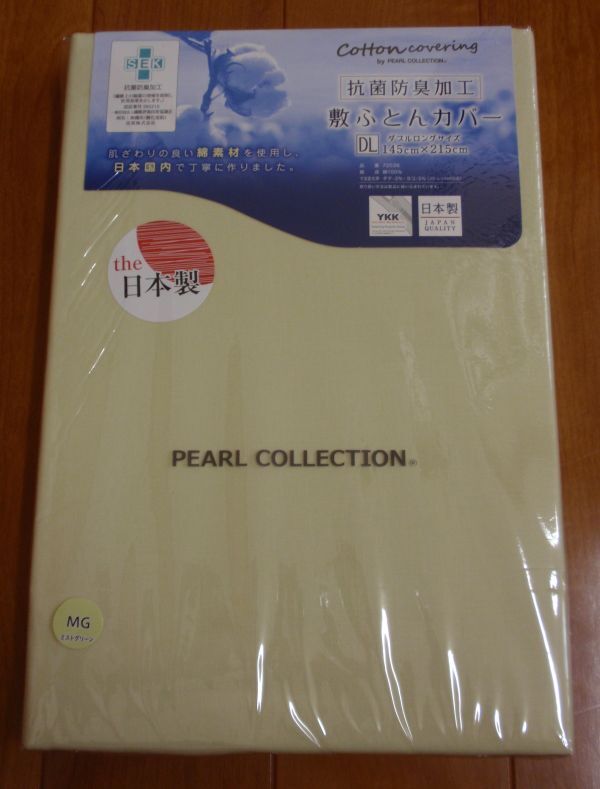 SEK
抗菌防臭加工
Cotton covering
by PEARL COLLECTION®
抗菌防臭加工
敷ふとんカバー
DL
ダブルロングサイズ
145cm×215cm
肌ざわりの良い綿素材を使用し、
日本国内で丁寧に作りました。
YKK
日本製
JAPAN
QUALITY
the
日本製
PEARL COLLECTION®
MG
ミストグリーン